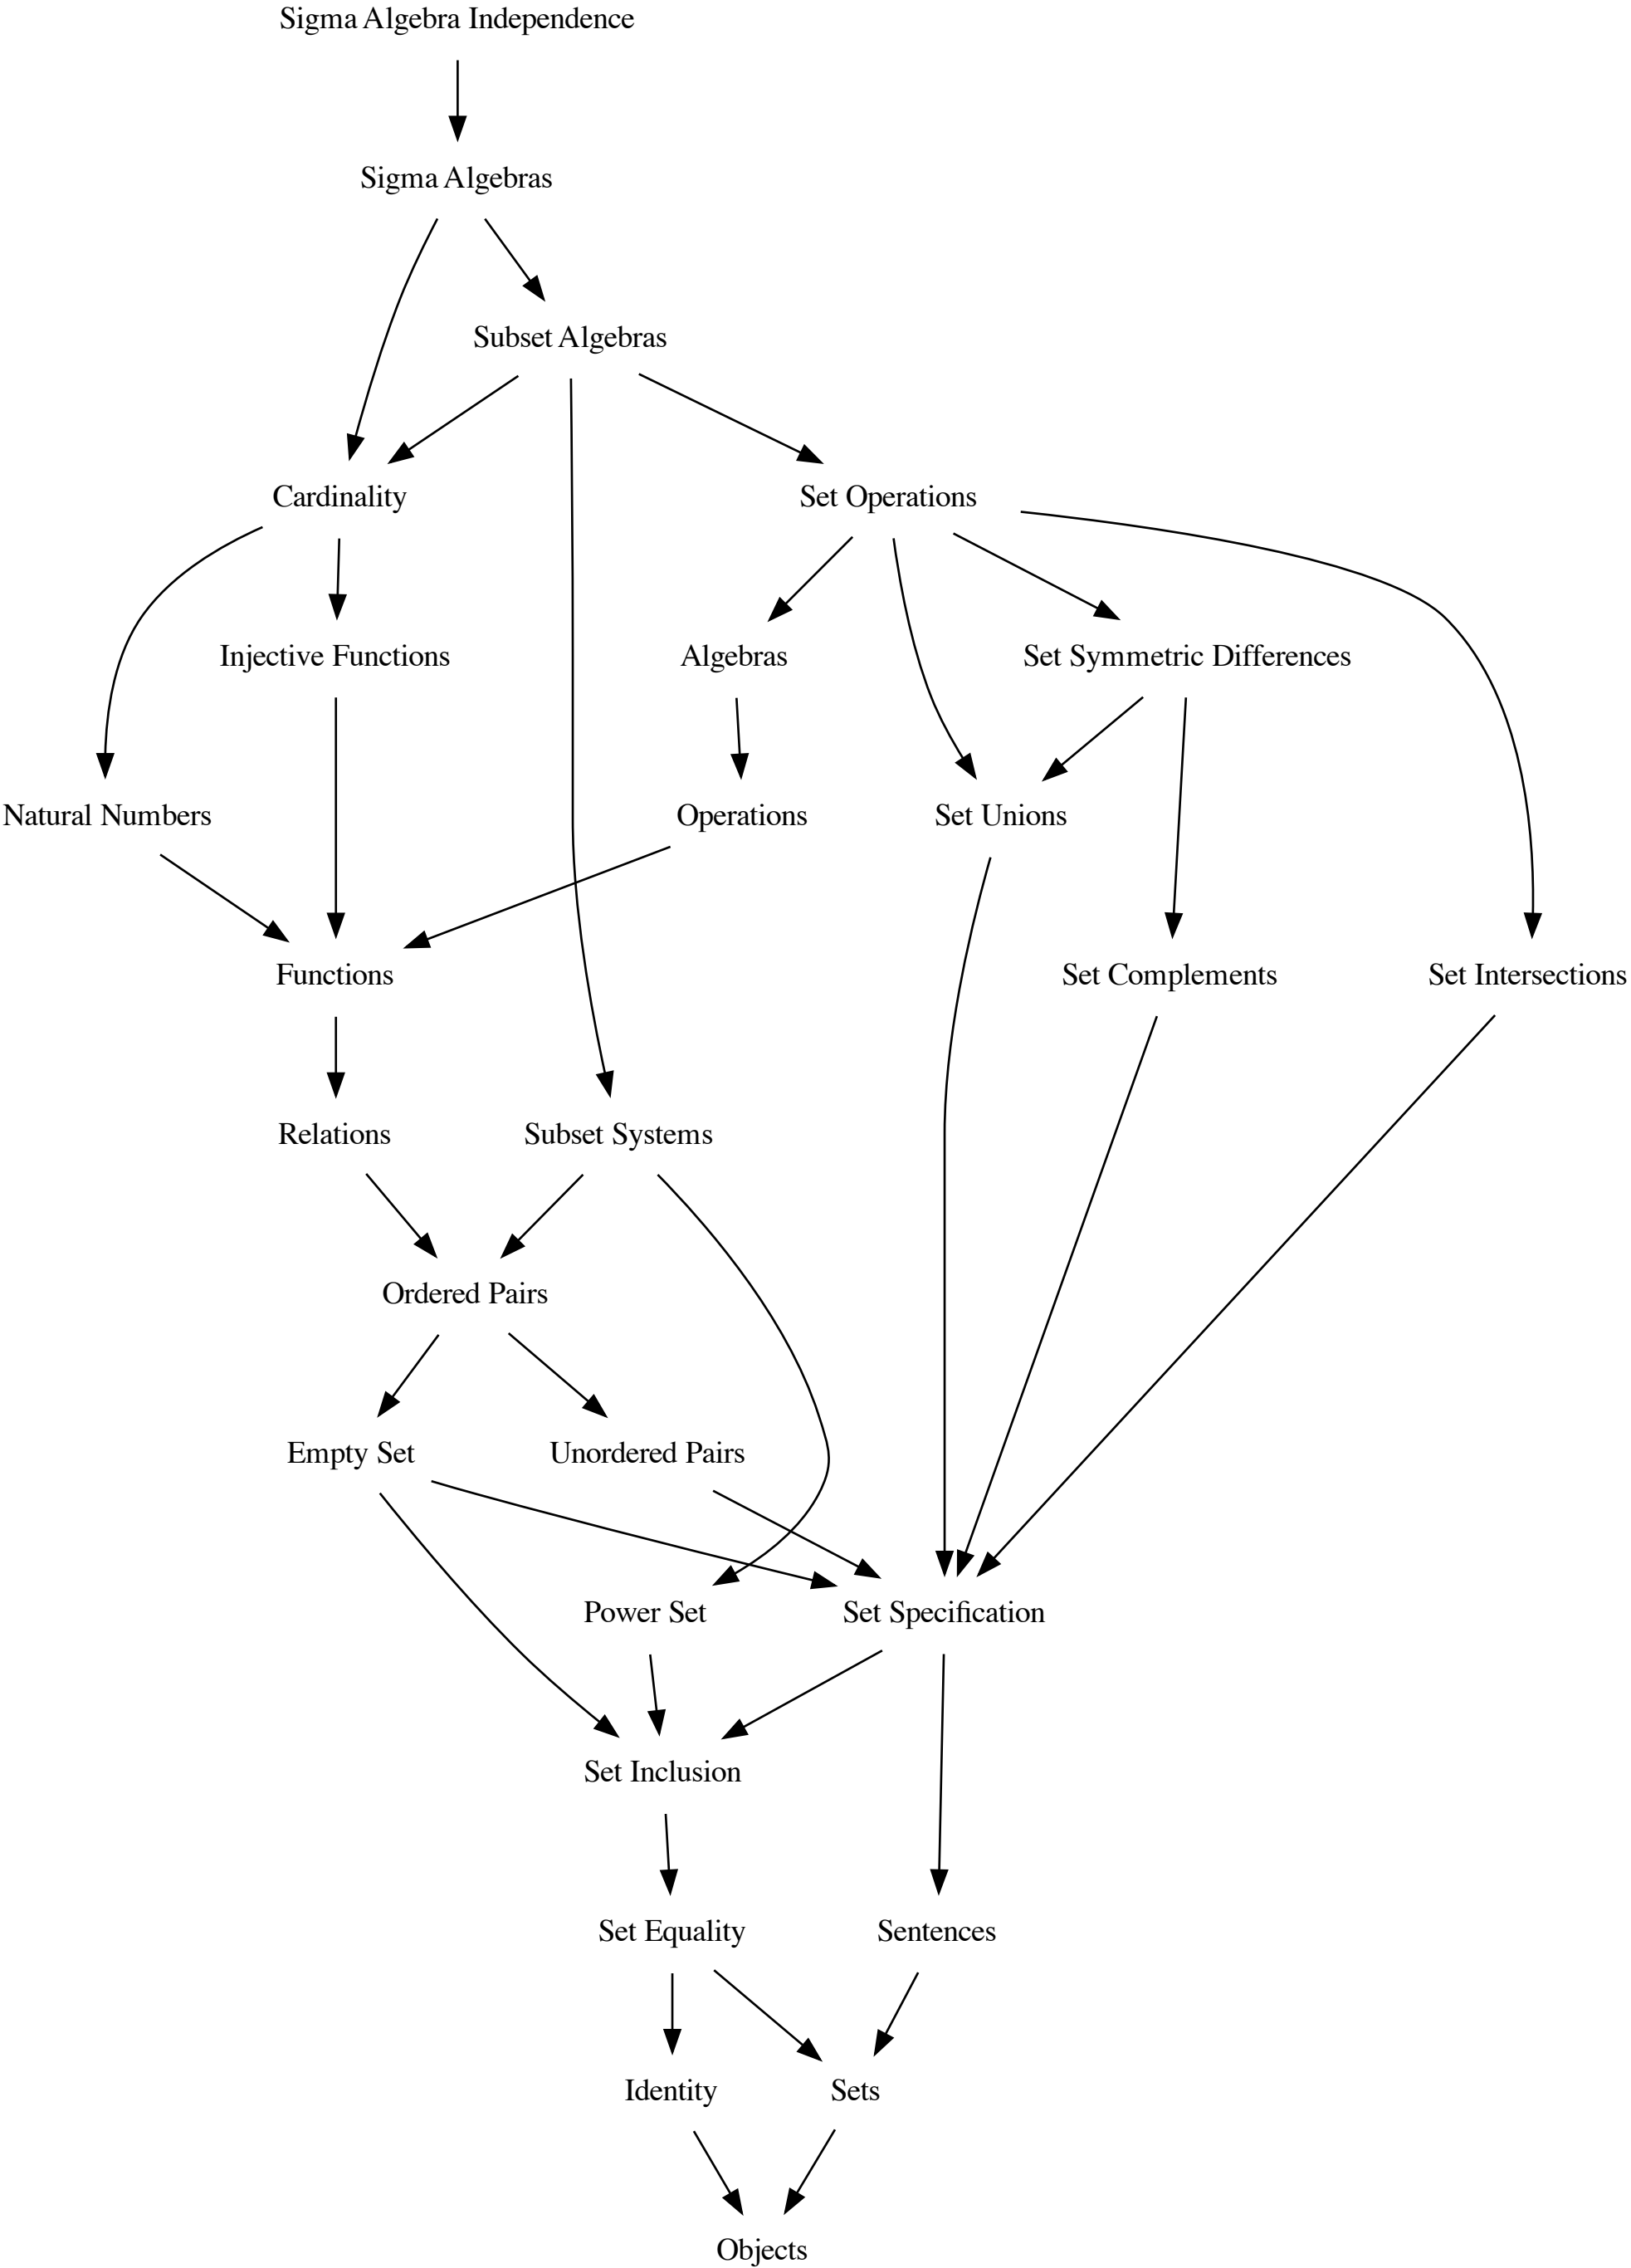 Sigma Algebra Independence
Sigma Algebras
Subset Algebras
Cardinality
Set Operations
Injective Functions
Algebras
Set Symmetric Differences
Natural Numbers
Operations
Set Unions
Functions
Set Complements
Set Intersections
Relations
Subset Systems
Ordered Pairs
Empty Set
Unordered Pairs
Power Set
Set Specification
Set Inclusion
Set Equality
Sentences
Identity
Sets
Objects